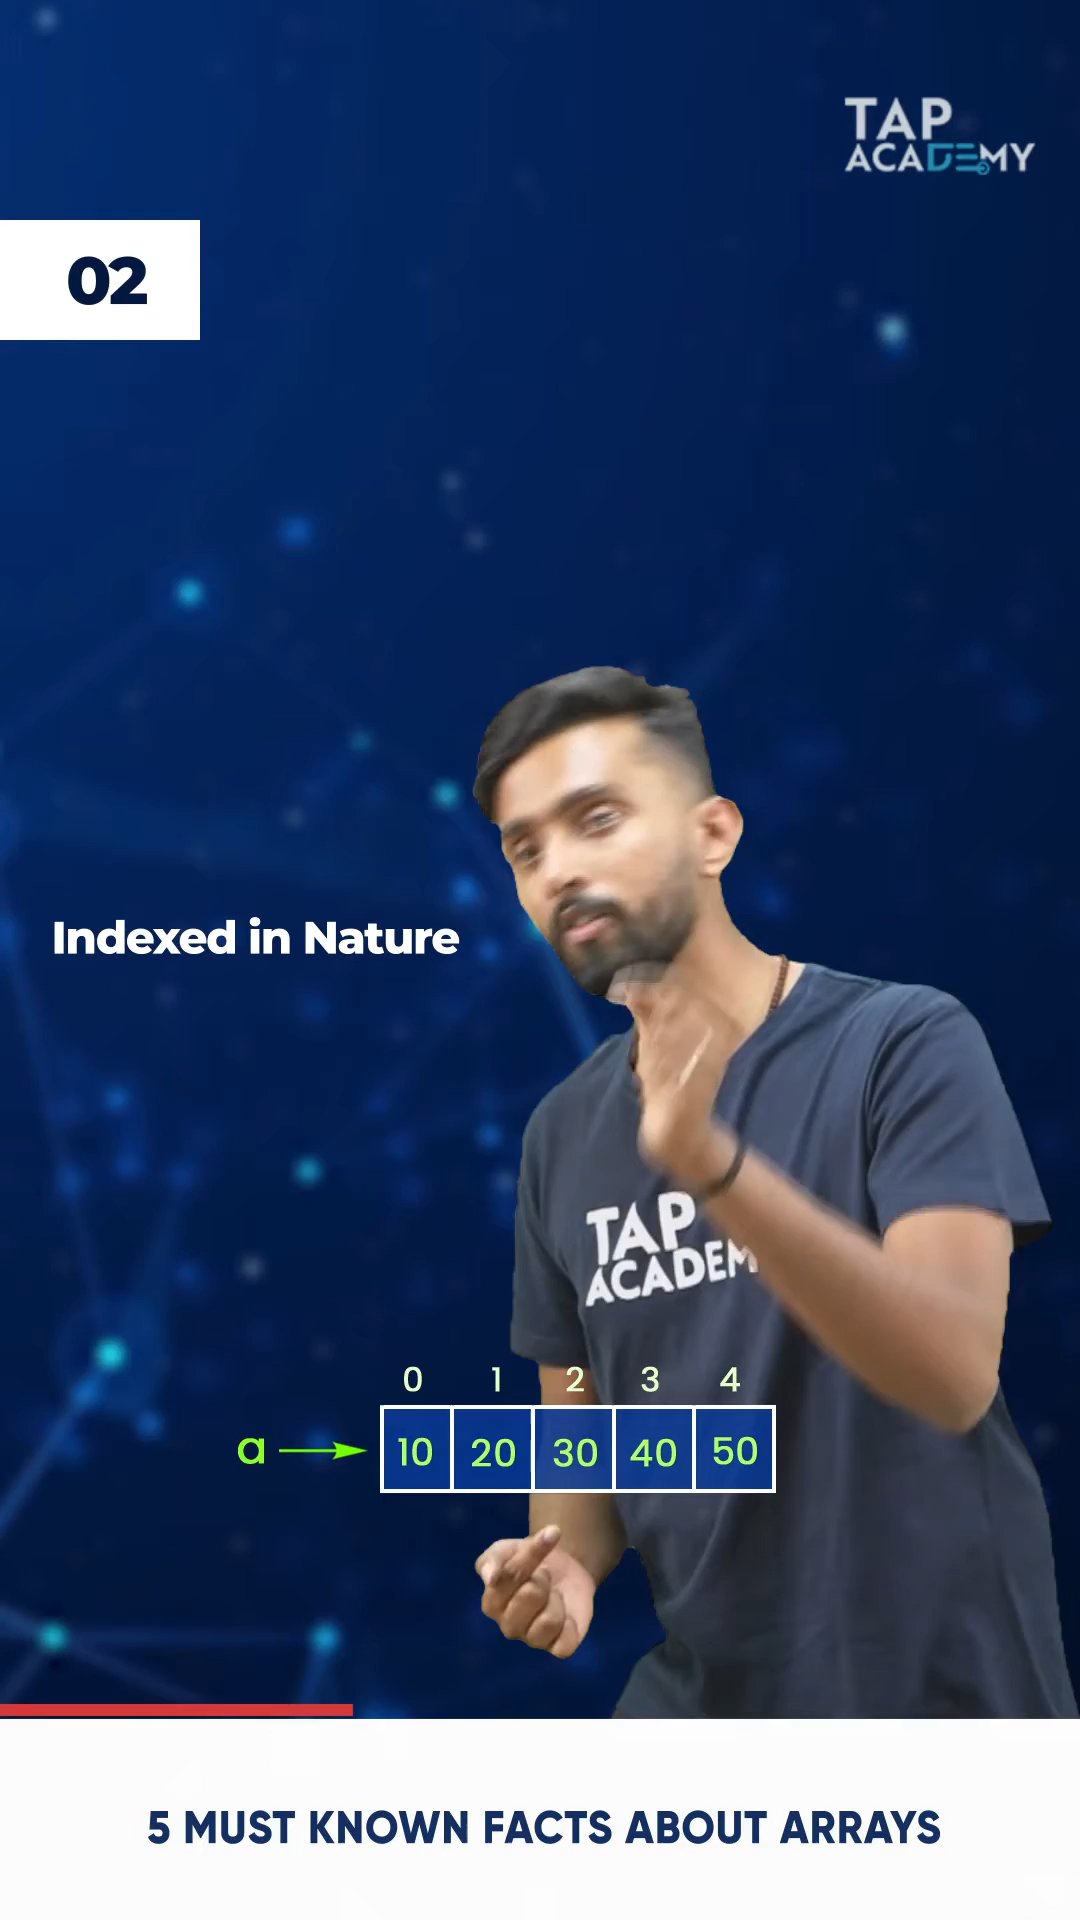 TAP
ACADEMY
02
Indexed in Nature
TAP
ACADEM
0 1 2 3 4
a
10 20 30 40 50
5 MUST KNOWN FACTS ABOUT ARRAYS